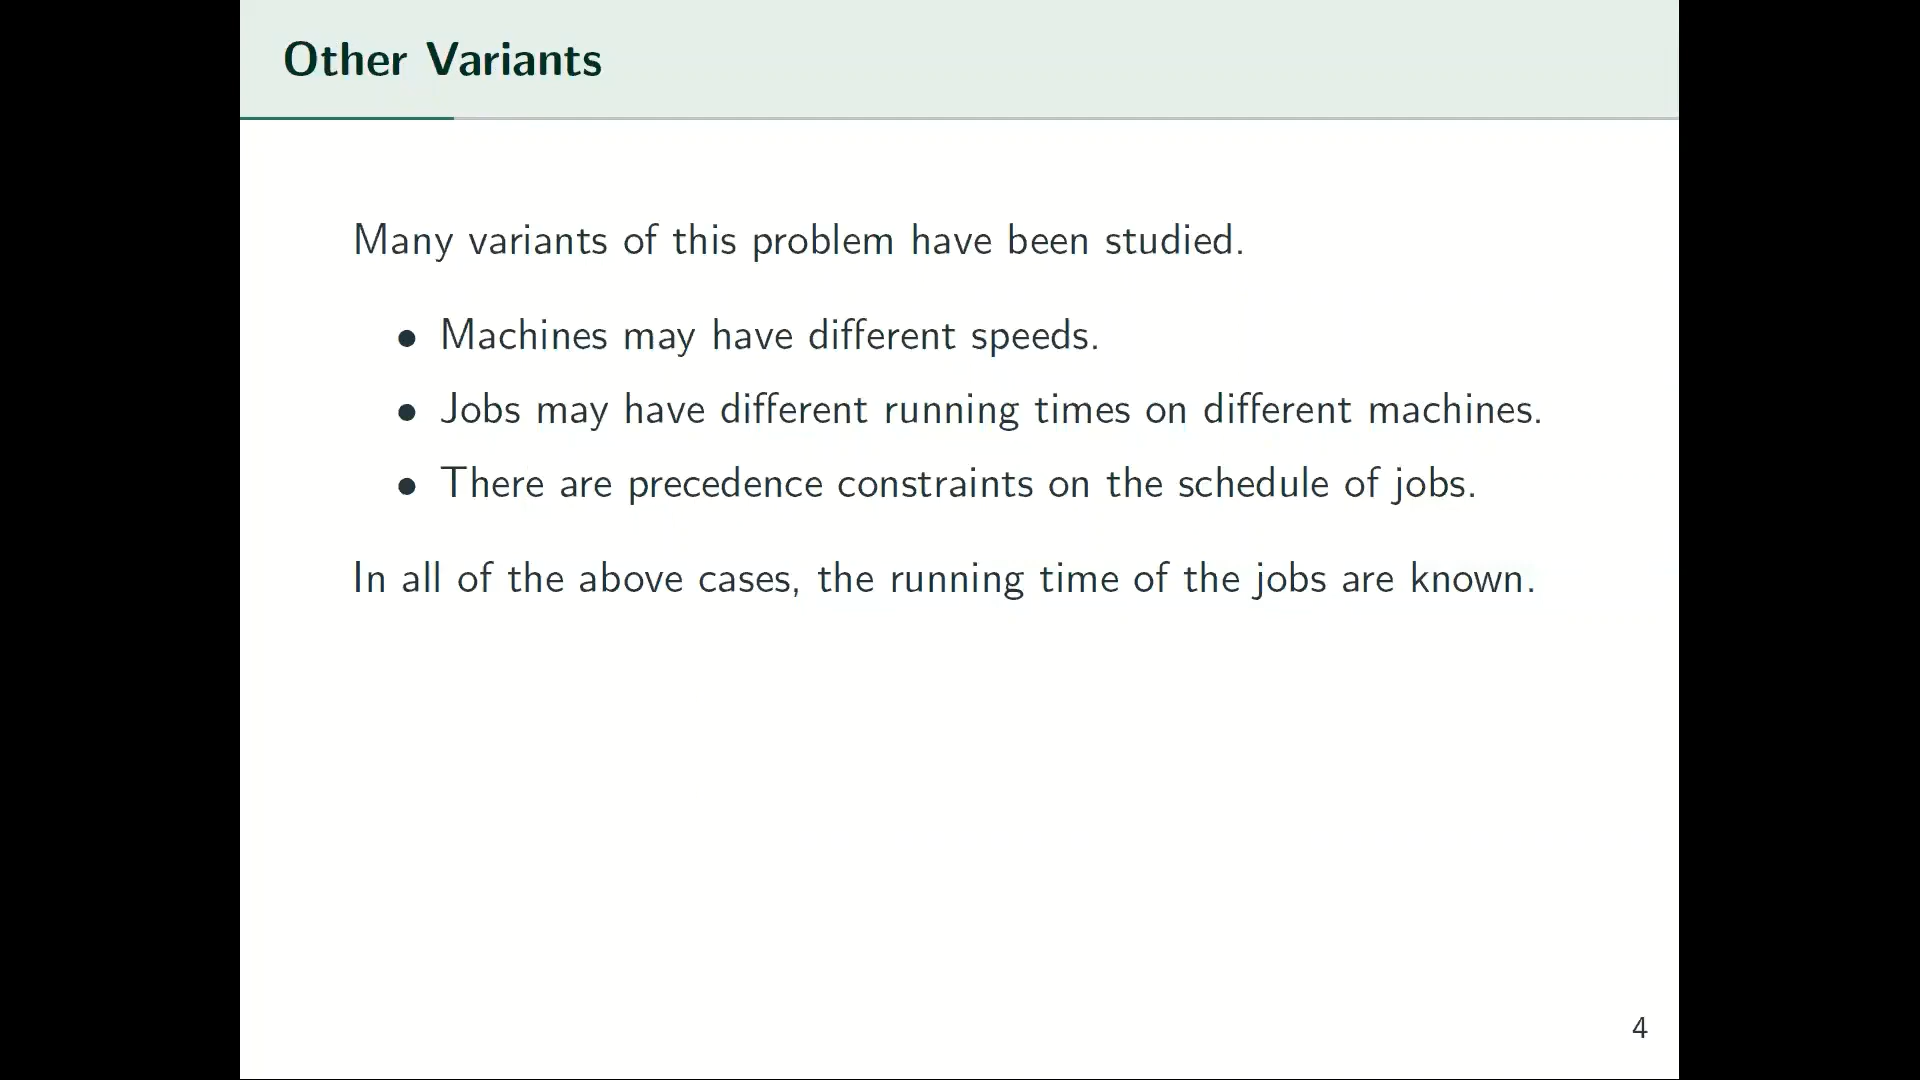 Other Variants
Many variants of this problem have been studied.
• Machines may have different speeds.
• Jobs may have different running times on different machines.
• There are precedence constraints on the schedule of jobs.
In all of the above cases, the running time of the jobs are known.
4